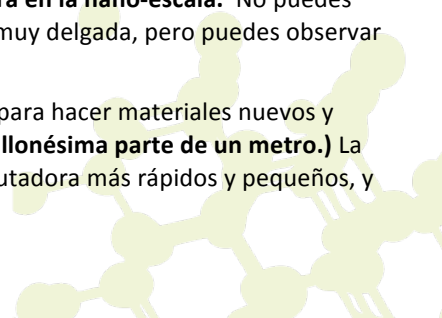 ra en la nano-escala. No puedes
muy delgada, pero puedes observar
para hacer materiales nuevos y
llonésima parte de un metro.) La
utadora más rápidos y pequeños, y